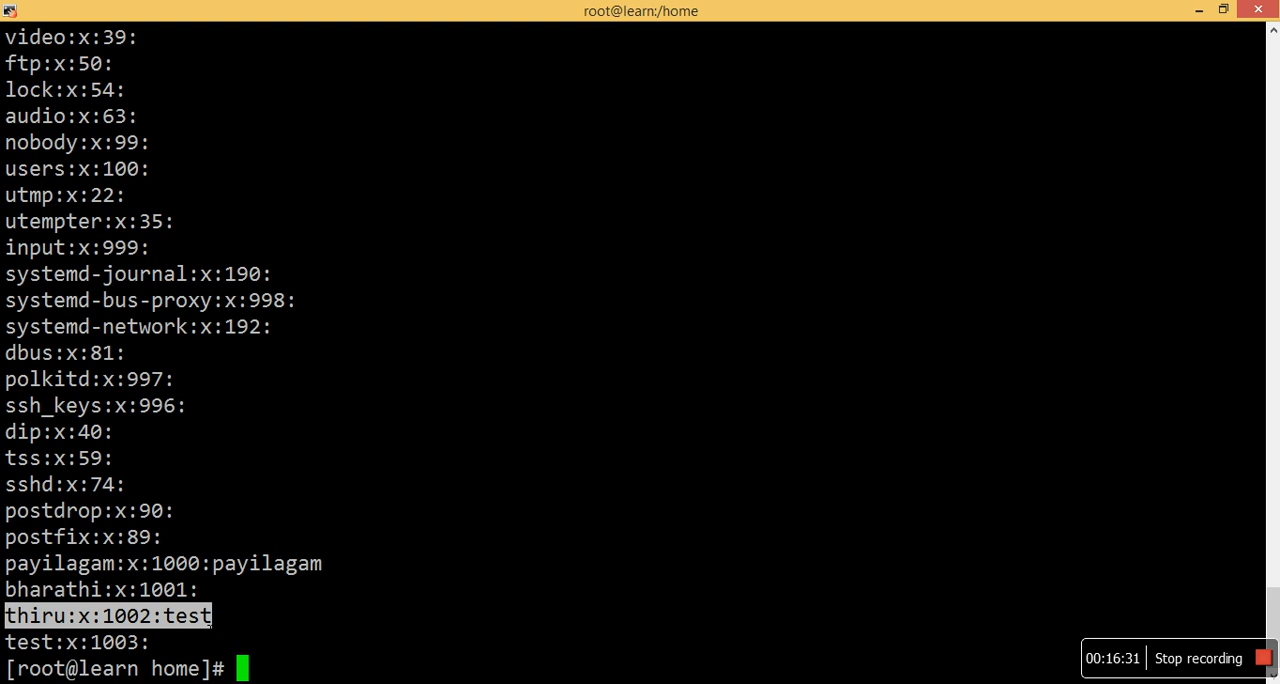 root@learn:/home
video:x:39:
ftp:x:50:
lock:x:54:
audio:x:63:
nobody:x:99:
users:x:100:
utmp:x:22:
utempter:x:35:
input:x:999:
systemd-journal:x:190:
systemd-bus-proxy:x:998:
systemd-network:x:192:
dbus:x:81:
polkitd:x:997:
ssh_keys:x:996:
dip:x:40:
tss:x:59:
sshd:x:74:
postdrop:x:90:
postfix:x:89:
payilagam:x:1000:payilagam
bharathi:x:1001:
thiru:x:1002:test
test:x:1003:
[root@learn home]#
00:16:31 Stop recording